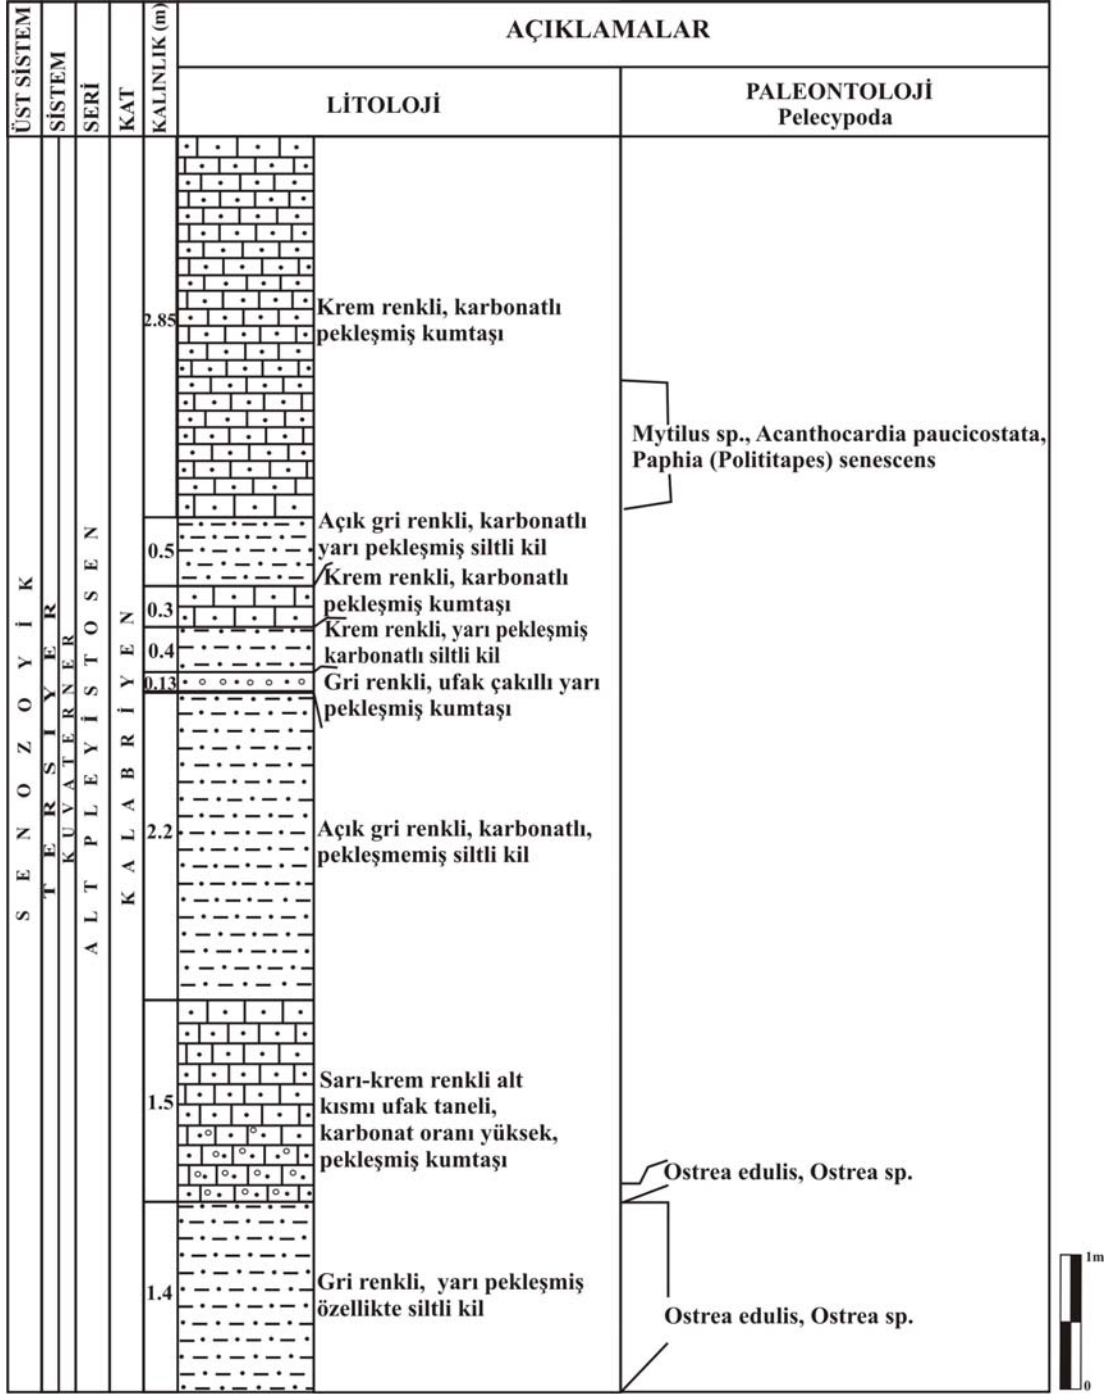 ÜST SİSTEM
SİSTEM
SERİ
KAT
KALINLIK (m)
AÇIKLAMALAR
LİTOLOJİ
PALEONTOLOJİ
Pelecypoda
SENOZOYİK
TERSİYER
KUVATERNER
ALT PLEYİSTOSEN
KALABRİYEN
2.85
Krem renkli, karbonatlı
pekleşmiş kumtaşı
Mytilus sp., Acanthocardia paucicostata,
Paphia (Polititapes) senescens
0.5
Açık gri renkli, karbonatlı
yarı pekleşmiş siltli kil
0.3
Krem renkli, karbonatlı
pekleşmiş kumtaşı
0.4
Krem renkli, yarı pekleşmiş
karbonatlı siltli kil
0.13
Gri renkli, ufak çakıllı yarı
pekleşmiş kumtaşı
2.2
Açık gri renkli, karbonatlı,
pekleşmemiş siltli kil
1.5
Sarı-krem renkli alt
kısmı ufak taneli,
karbonat oranı yüksek,
pekleşmiş kumtaşı
Ostrea edulis, Ostrea sp.
1.4
Gri renkli, yarı pekleşmiş
özellikte siltli kil
Ostrea edulis, Ostrea sp.
1m
0